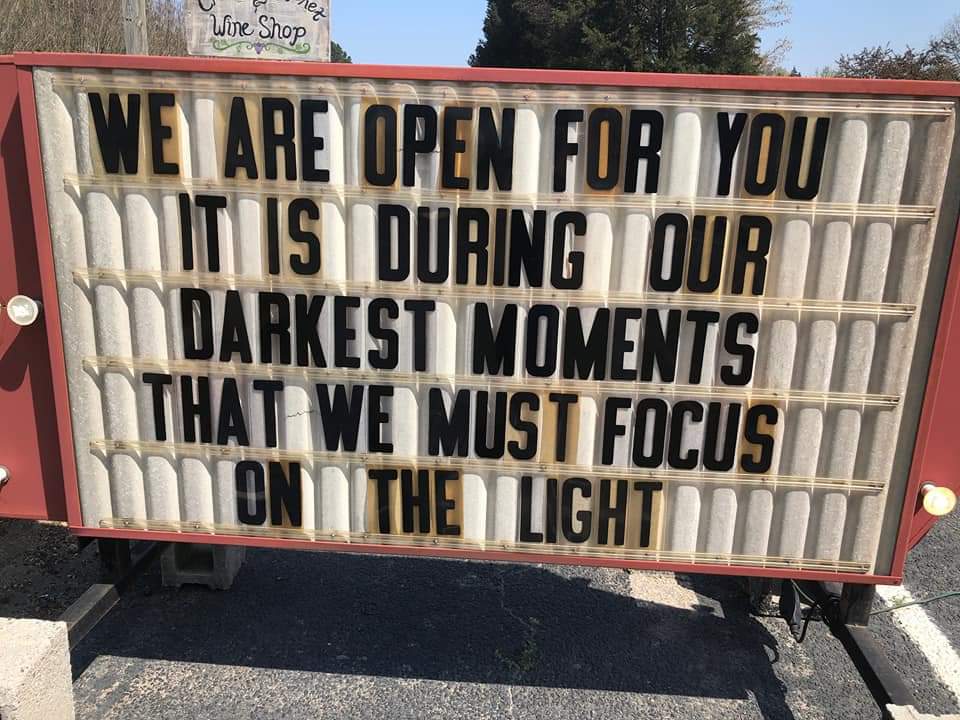 Wine Shop
WE ARE OPEN FOR YOU
IT IS DURING OUR
DARKEST MOMENTS
THAT WE MUST FOCUS
ON THE LIGHT